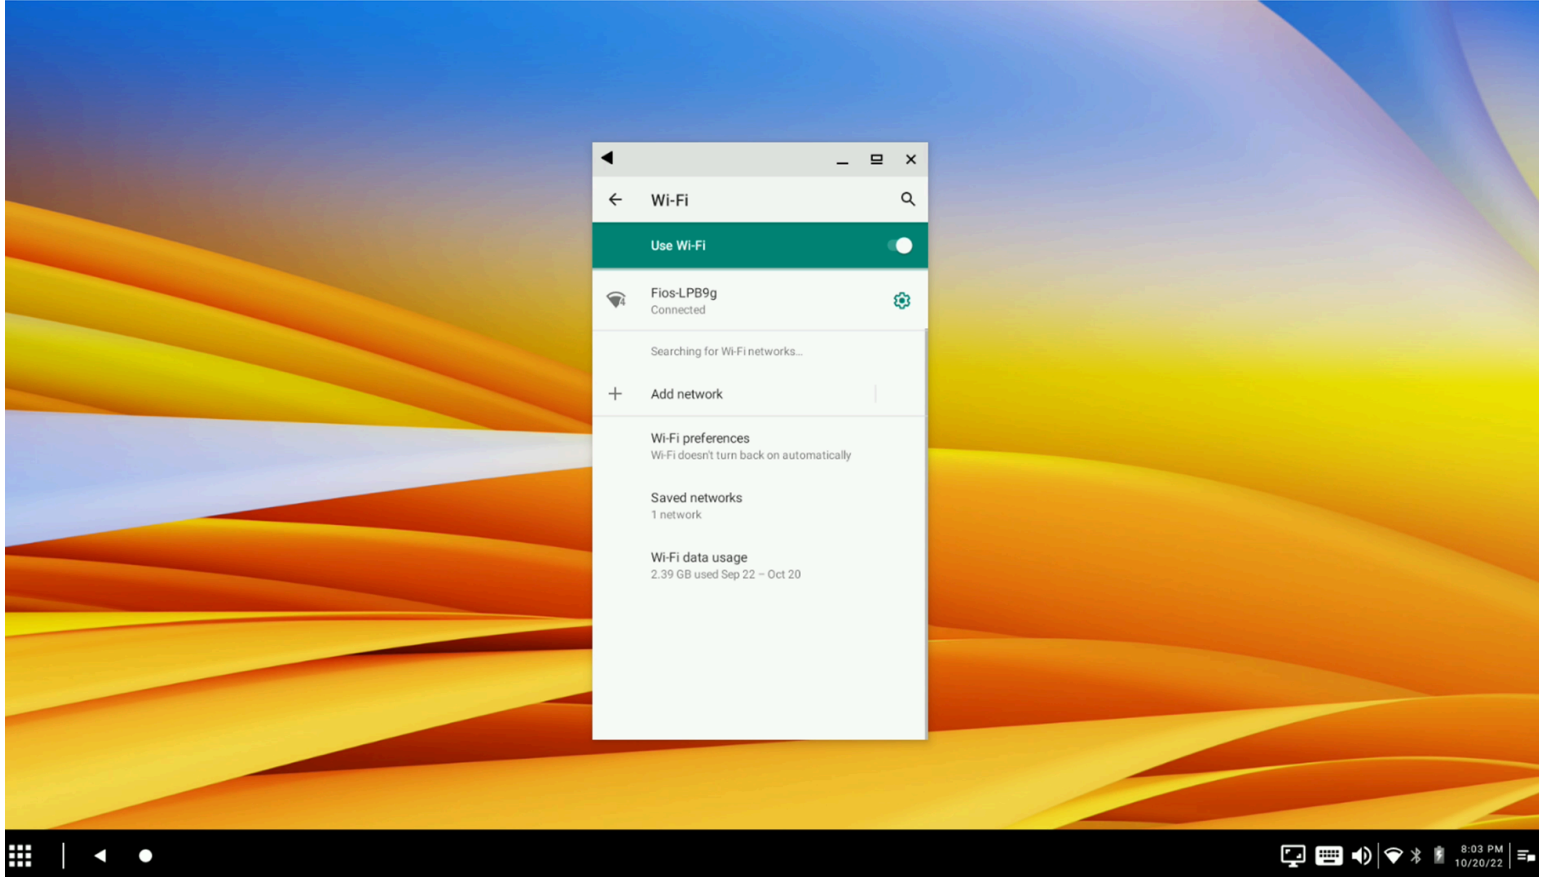 Wi-Fi
Use Wi-Fi
Fios-LPB9g
Connected
Searching for Wi-Fi networks...
Add network
Wi-Fi preferences
Wi-Fi doesn't turn back on automatically
Saved networks
1 network
Wi-Fi data usage
2.39 GB used Sep 22 – Oct 20
8:03 PM
10/20/22